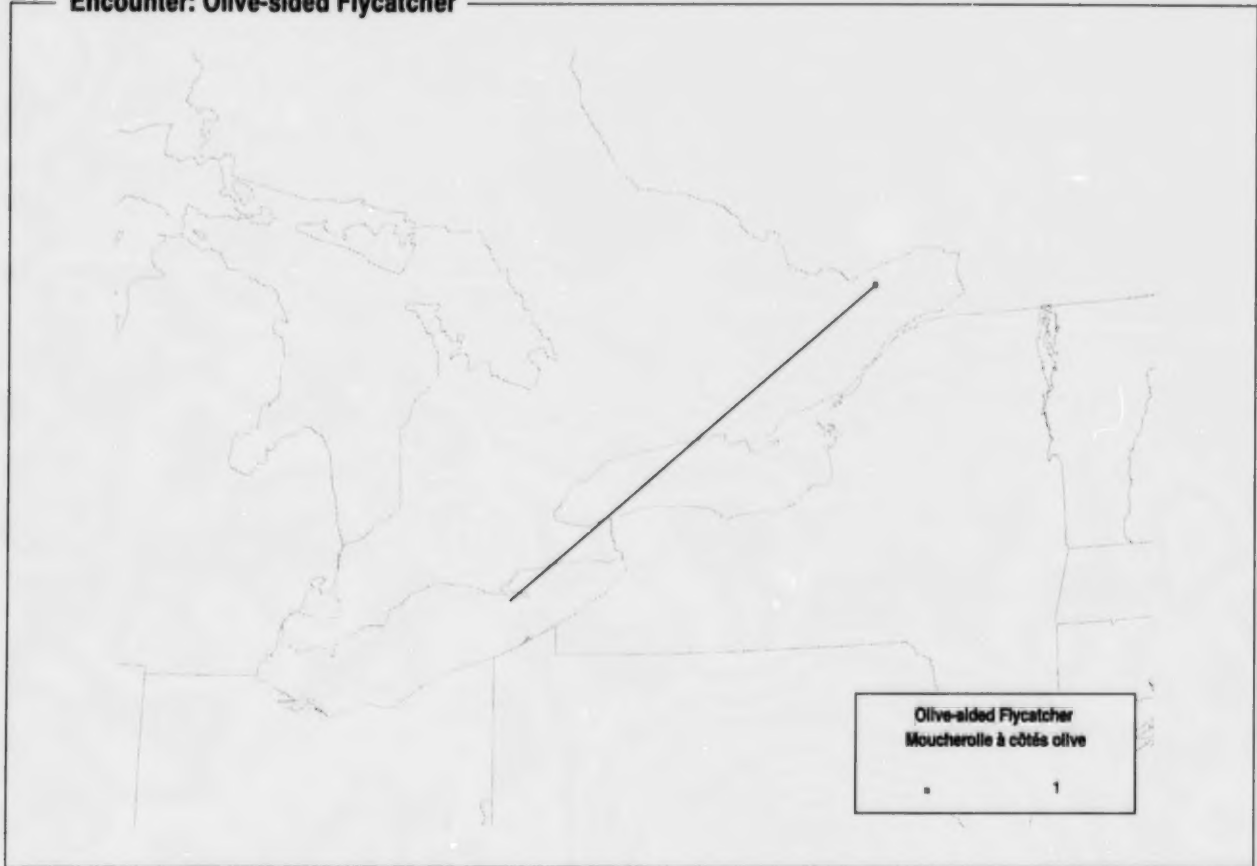 Encounter: Olive-sided Flycatcher
Olive-sided Flycatcher
Moucherolle à côtés olive
1